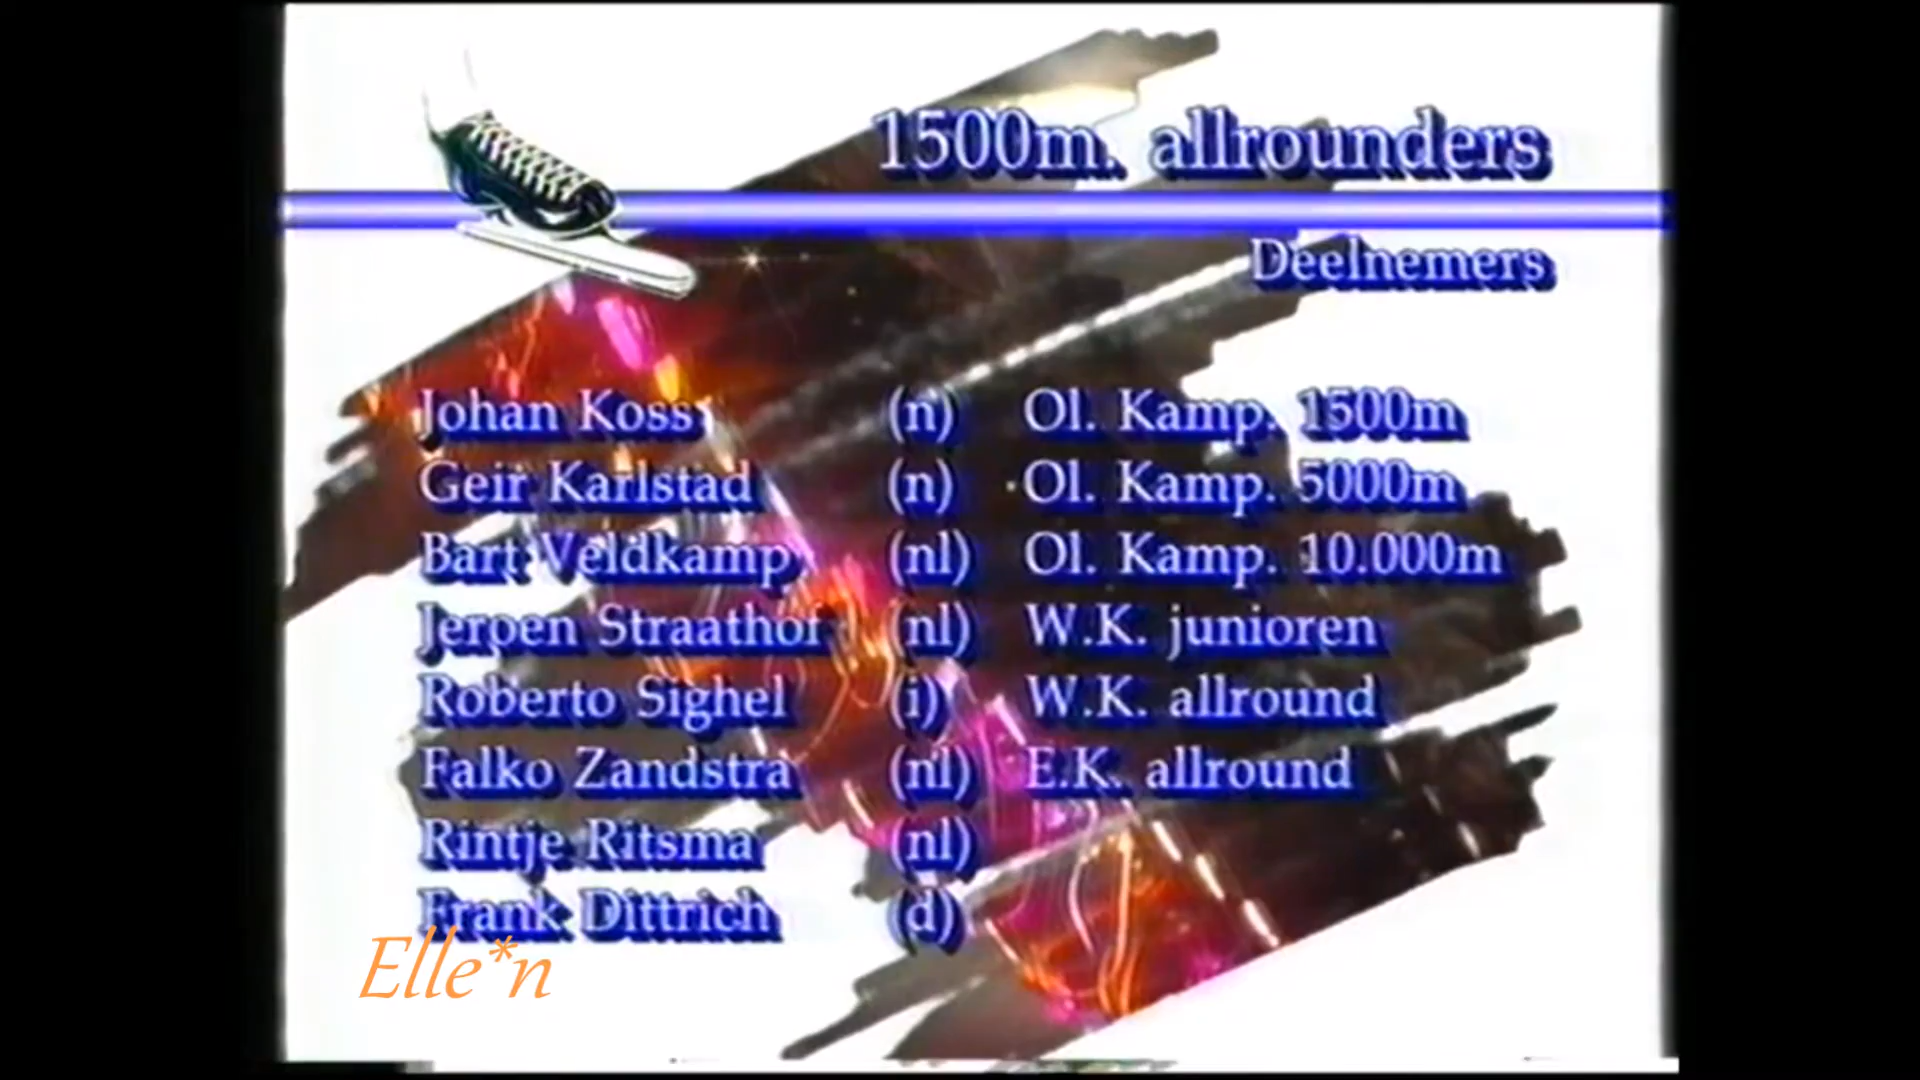 1500m. allrounders
Deelnemers
Johan Koss (n) Ol. Kamp. 1500m
Geir Karlstad (n) Ol. Kamp. 5000m
Bart Veldkamp (nl) Ol. Kamp. 10.000m
Jeroen Straathof (nl) W.K. junioren
Roberto Sighel (i) W.K. allround
Falko Zandstra (nl) E.K. allround
Rintje Ritsma (nl)
Frank Dittrich (d)
Elle*n